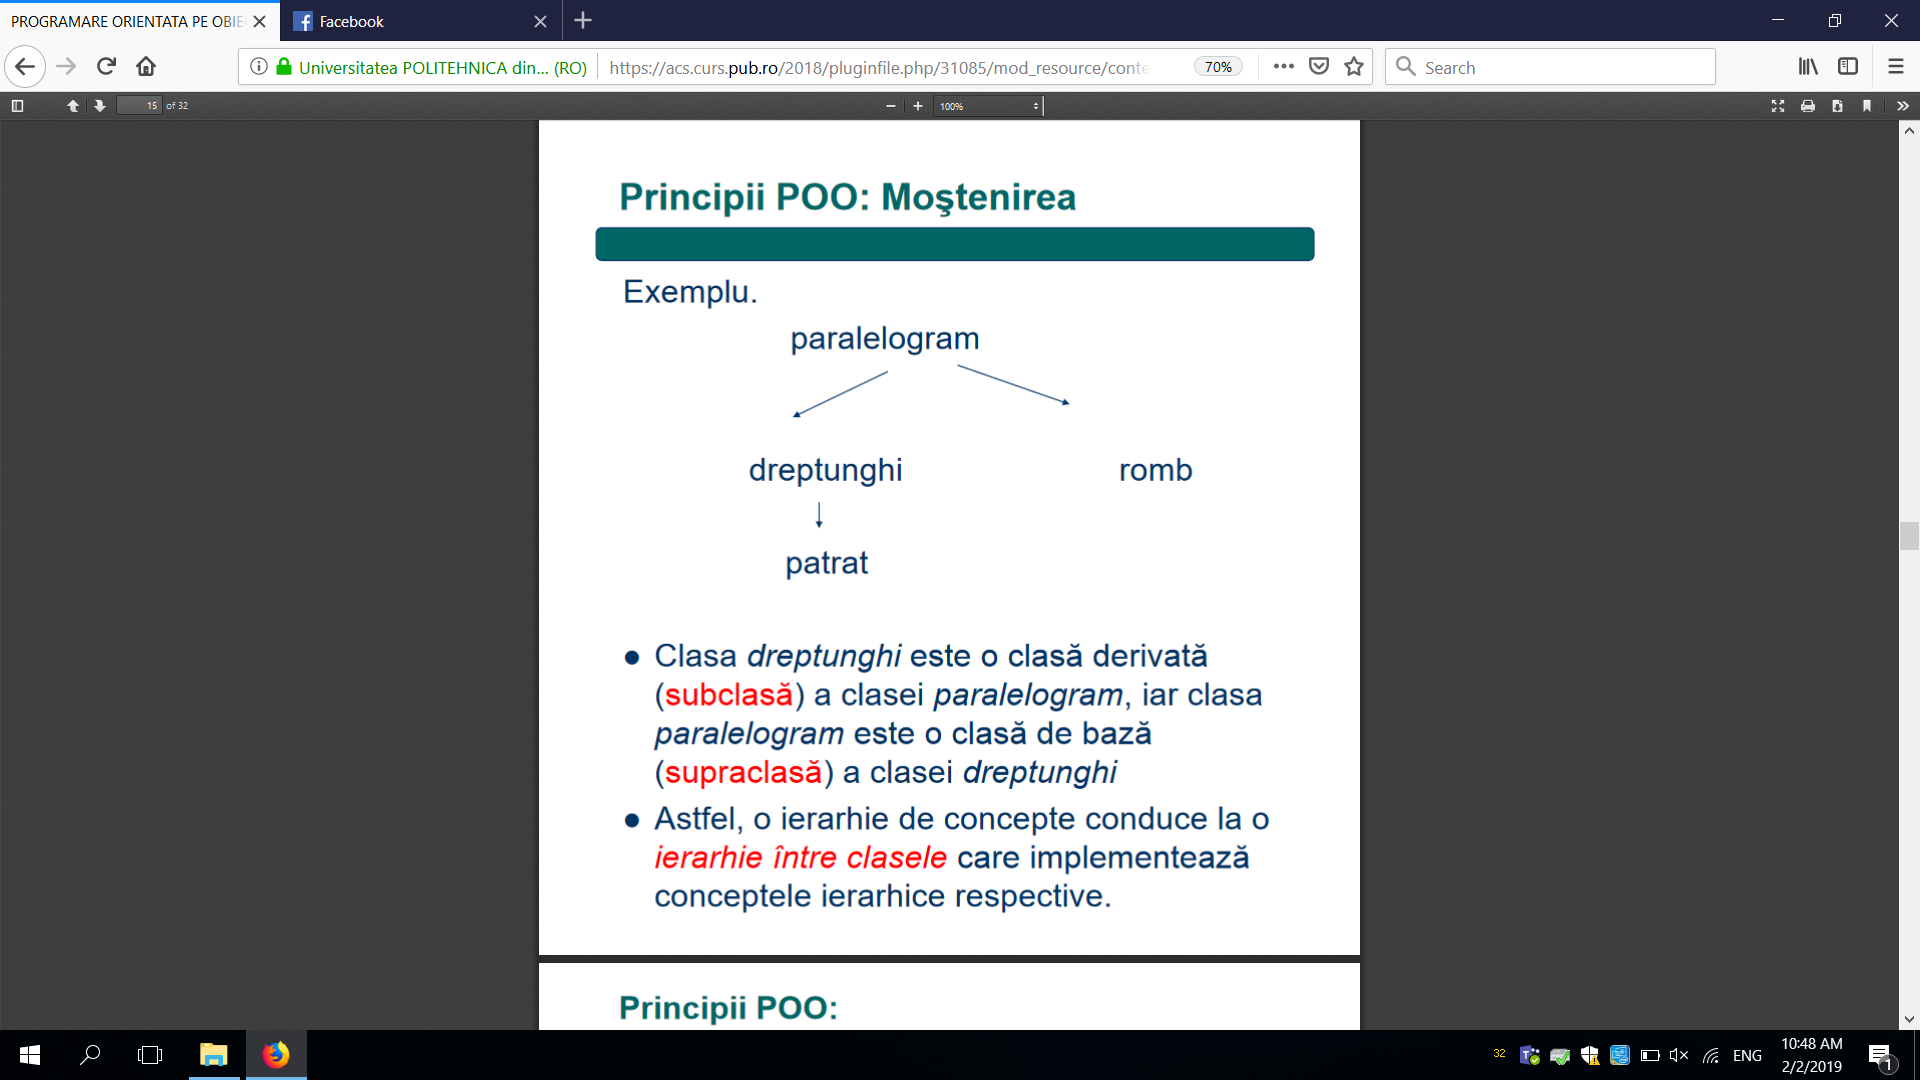 PROGRAMARE ORIENTATA PE OBIE
Facebook
Universitatea POLITEHNICA din... (RO)
https://acs.curs.pub.ro/2018/pluginfile.php/31085/mod_resource/conte
70%
Search
15 of 32
100%
Principii POO: Moştenirea
Exemplu.
paralelogram
dreptunghi romb
patrat
● Clasa dreptunghi este o clasă derivată
(subclasă) a clasei paralelogram, iar clasa
paralelogram este o clasă de bază
(supraclasă) a clasei dreptunghi
● Astfel, o ierarhie de concepte conduce la o
ierarhie între clasele care implementează
conceptele ierarhice respective.
Principii POO:
32
ENG
10:48 AM
2/2/2019
1